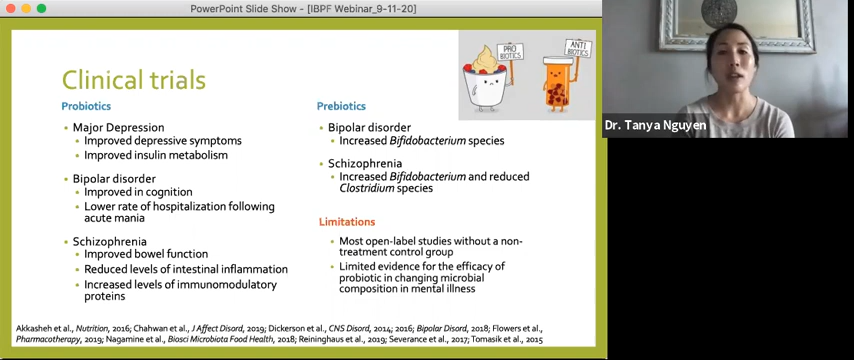 PowerPoint Slide Show - [IBPF Webinar_9-11-20]
PRO
BIOTICS
ANTI
BIOTICS
Clinical trials
Probiotics
• Major Depression
• Improved depressive symptoms
• Improved insulin metabolism
• Bipolar disorder
• Improved in cognition
• Lower rate of hospitalization following
acute mania
• Schizophrenia
• Improved bowel function
• Reduced levels of intestinal inflammation
• Increased levels of immunomodulatory
proteins
Prebiotics
• Bipolar disorder
• Increased Bifidobacterium species
• Schizophrenia
• Increased Bifidobacterium and reduced
Clostridium species
Limitations
• Most open-label studies without a non-
treatment control group
• Limited evidence for the efficacy of
probiotic in changing microbial
composition in mental illness
Akkasheh et al., Nutrition, 2016; Chahwan et al., J Affect Disord, 2019; Dickerson et al., CNS Disord, 2014; 2016; Bipolar Disord, 2018; Flowers et al.,
Pharmacotherapy, 2019; Nagamine et al., Biosci Microbiota Food Health, 2018; Reininghaus et al., 2019; Severance et al., 2017; Tomasik et al., 2015
Dr. Tanya Nguyen